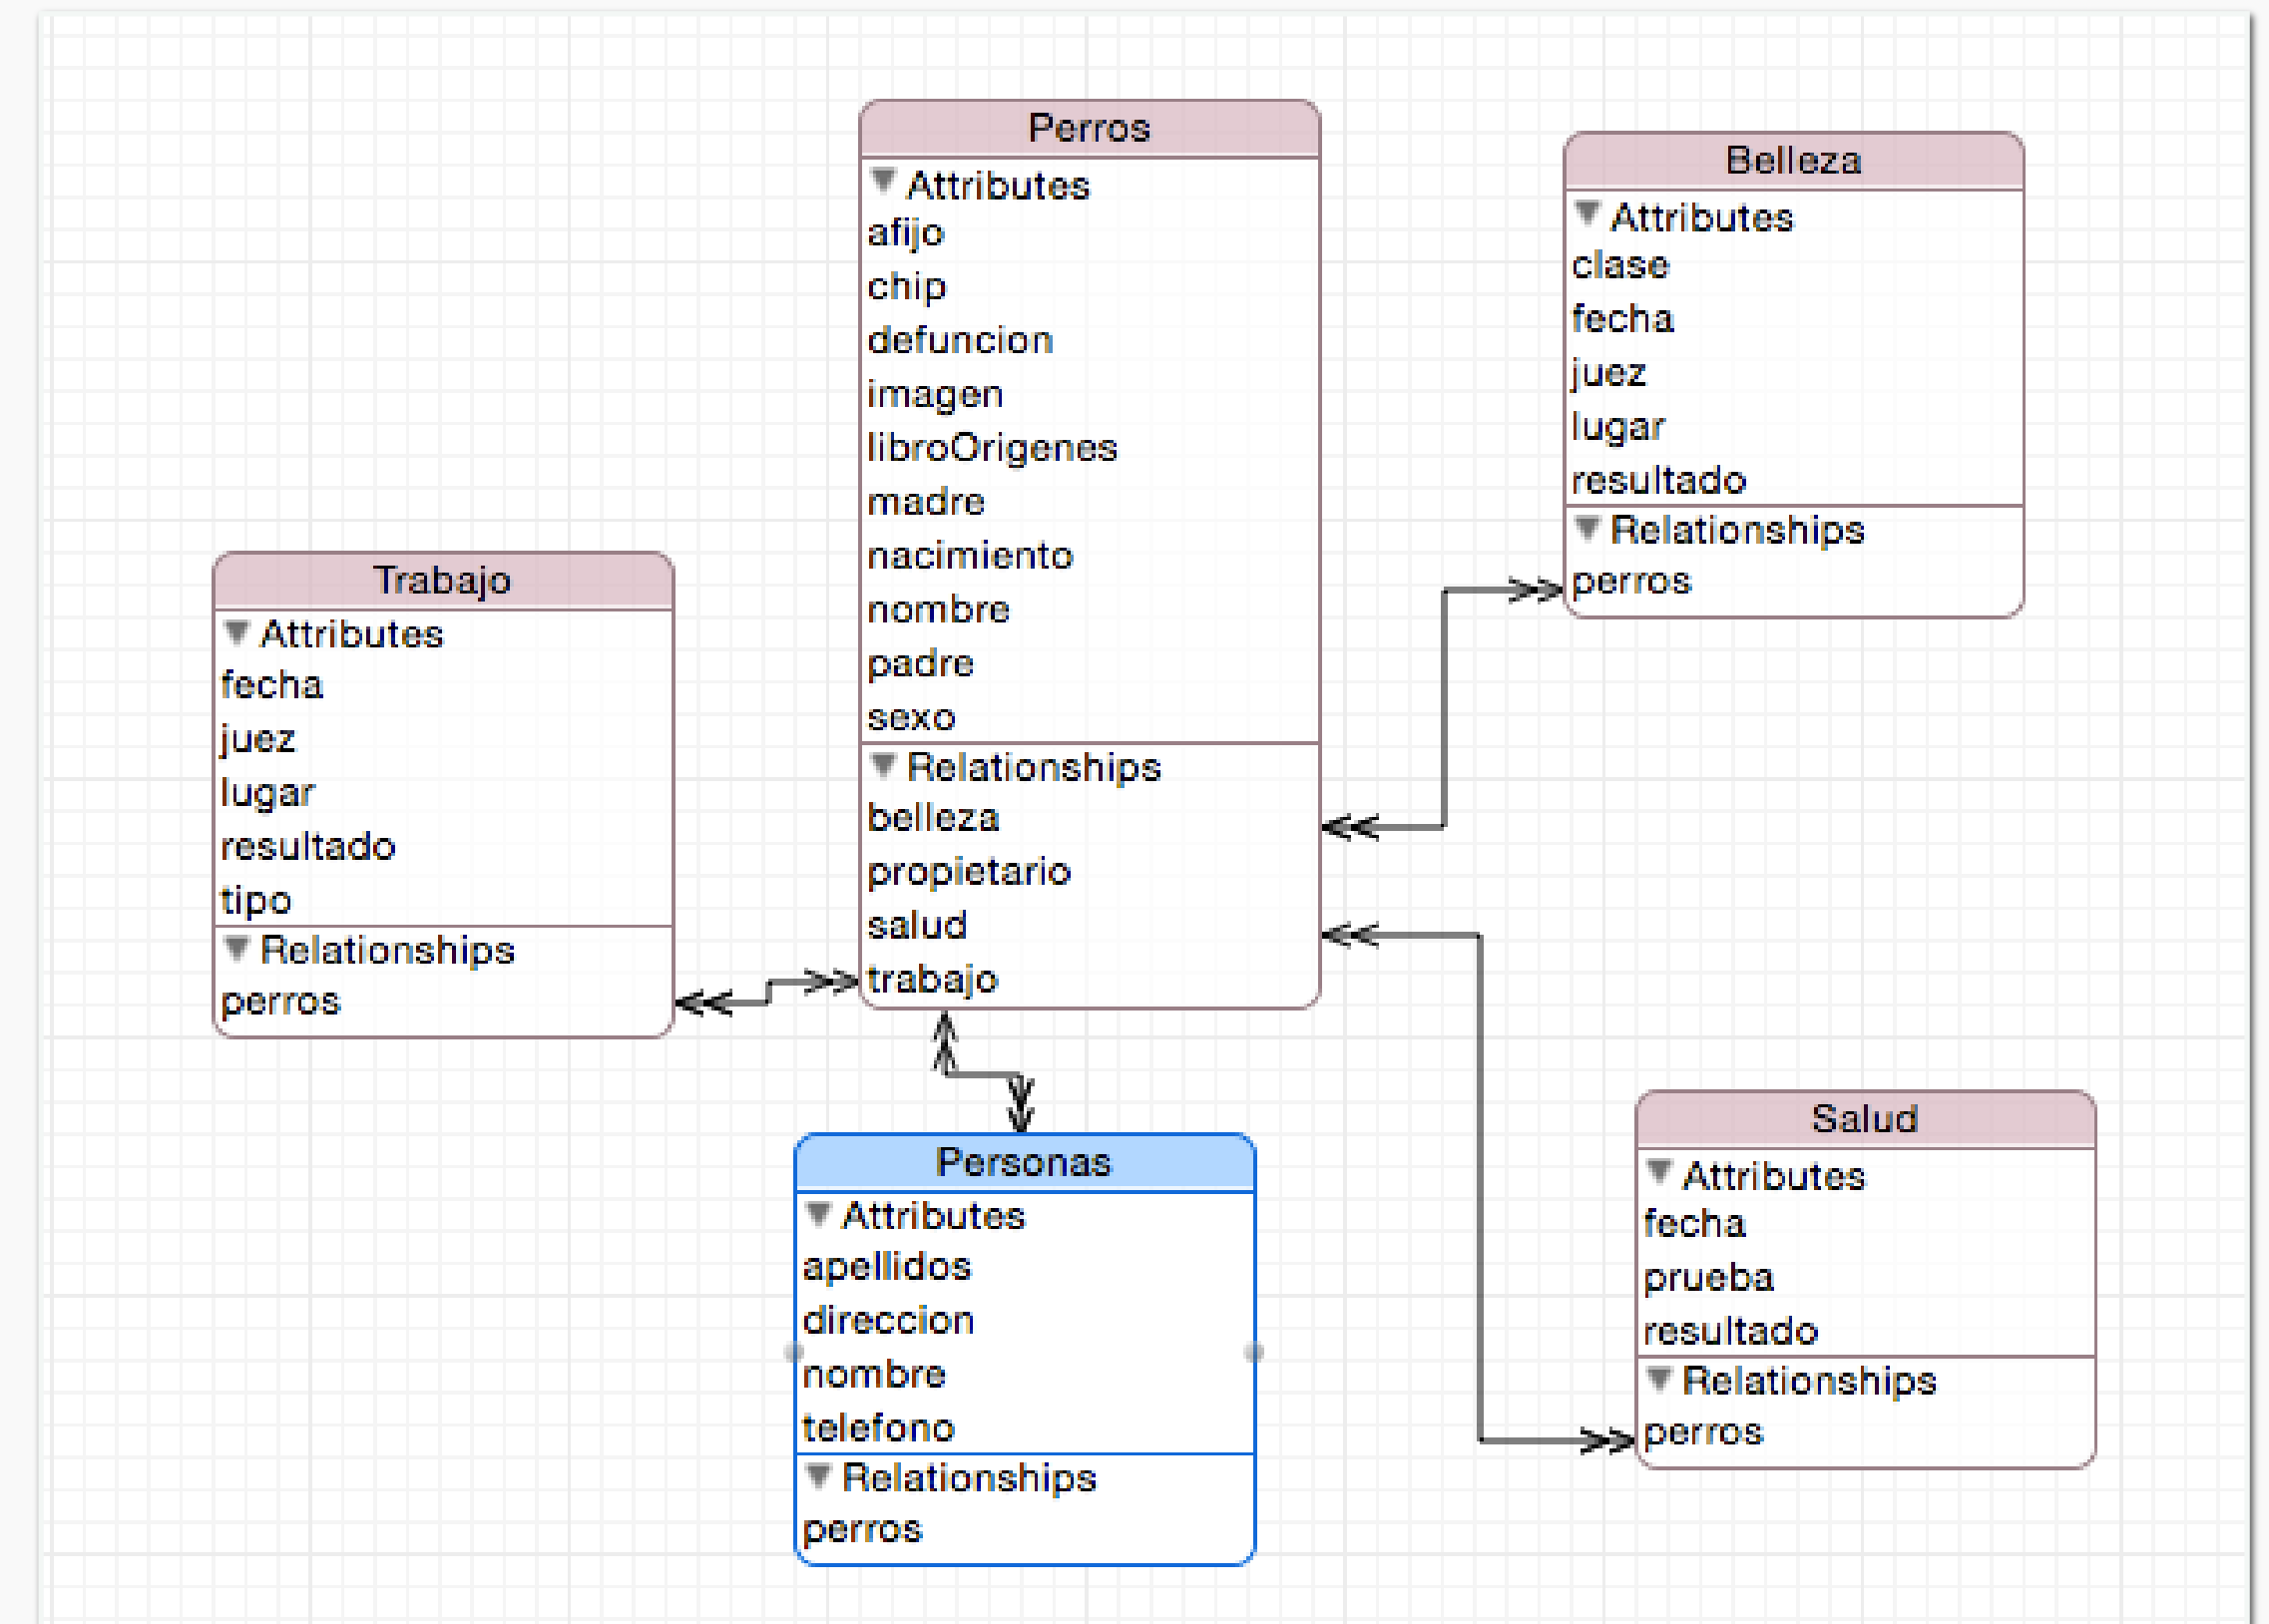 Perros
Attributes
afijo
chip
defuncion
imagen
libroOrigenes
madre
nacimiento
nombre
padre
sexo
Relationships
belleza
propietario
salud
trabajo
Belleza
Attributes
clase
fecha
juez
lugar
resultado
Relationships
perros
Trabajo
Attributes
fecha
juez
lugar
resultado
tipo
Relationships
perros
Personas
Attributes
apellidos
direccion
nombre
telefono
Relationships
perros
Salud
Attributes
fecha
prueba
resultado
Relationships
perros